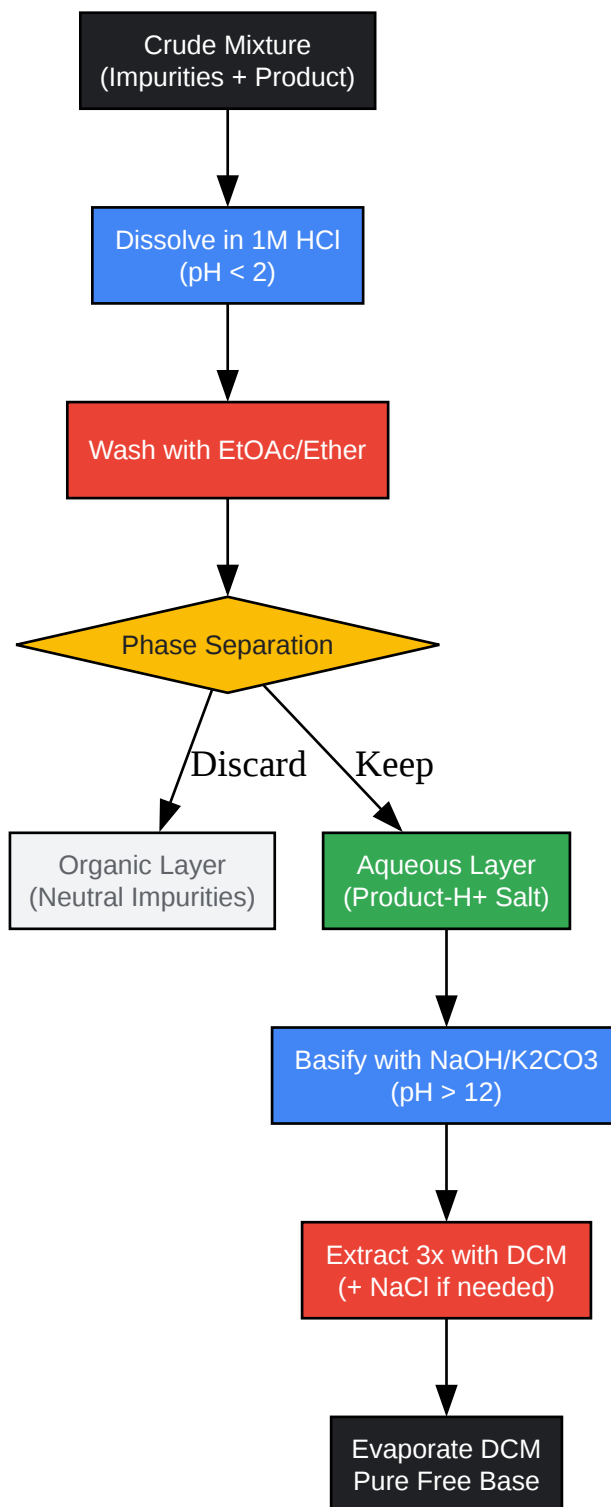 Crude Mixture
(Impurities + Product)
Dissolve in 1M HCl
(pH < 2)
Wash with EtOAc/Ether
Phase Separation
Discard
Keep
Organic Layer
(Neutral Impurities)
Aqueous Layer
(Product-H+ Salt)
Basify with NaOH/K2CO3
(pH > 12)
Extract 3x with DCM
(+ NaCl if needed)
Evaporate DCM
Pure Free Base